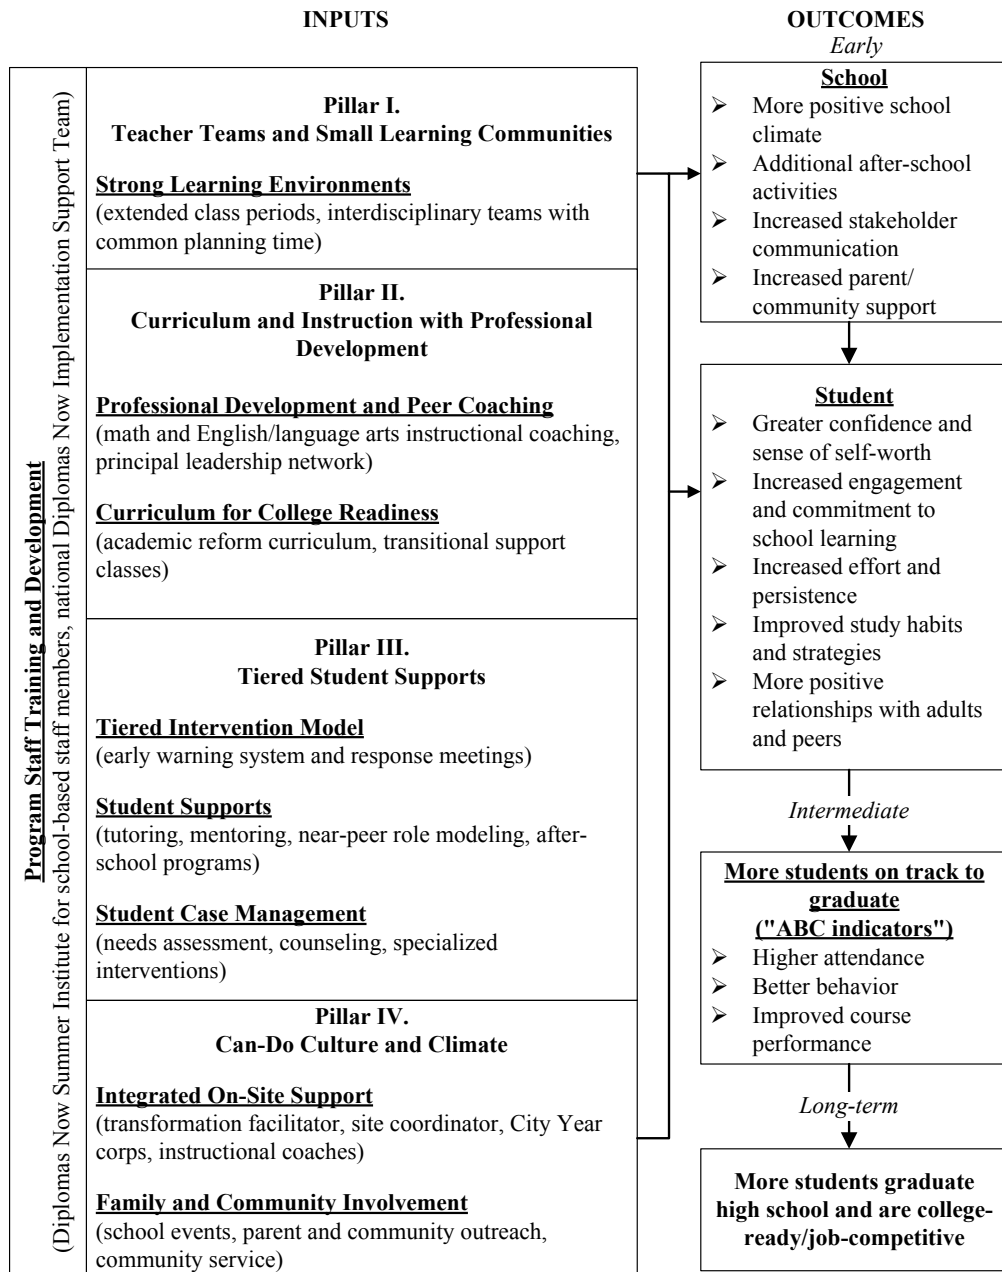 INPUTS
OUTCOMES
Early
Program Staff Training and Development
(Diplomas Now Summer Institute for school-based staff members, national Diplomas Now Implementation Support Team)
Pillar I.
Teacher Teams and Small Learning Communities
Strong Learning Environments
(extended class periods, interdisciplinary teams with
common planning time)
Pillar II.
Curriculum and Instruction with Professional
Development
Professional Development and Peer Coaching
(math and English/language arts instructional coaching,
principal leadership network)
Curriculum for College Readiness
(academic reform curriculum, transitional support
classes)
Pillar III.
Tiered Student Supports
Tiered Intervention Model
(early warning system and response meetings)
Student Supports
(tutoring, mentoring, near-peer role modeling, after-
school programs)
Student Case Management
(needs assessment, counseling, specialized
interventions)
Pillar IV.
Can-Do Culture and Climate
Integrated On-Site Support
(transformation facilitator, site coordinator, City Year
corps, instructional coaches)
Family and Community Involvement
(school events, parent and community outreach,
community service)
School
➢ More positive school
climate
➢ Additional after-school
activities
➢ Increased stakeholder
communication
➢ Increased parent/
community support
Student
➢ Greater confidence and
sense of self-worth
➢ Increased engagement
and commitment to
school learning
➢ Increased effort and
persistence
➢ Improved study habits
and strategies
➢ More positive
relationships with adults
and peers
Intermediate
More students on track to
graduate
("ABC indicators")
➢ Higher attendance
➢ Better behavior
➢ Improved course
performance
Long-term
More students graduate
high school and are college-
ready/job-competitive